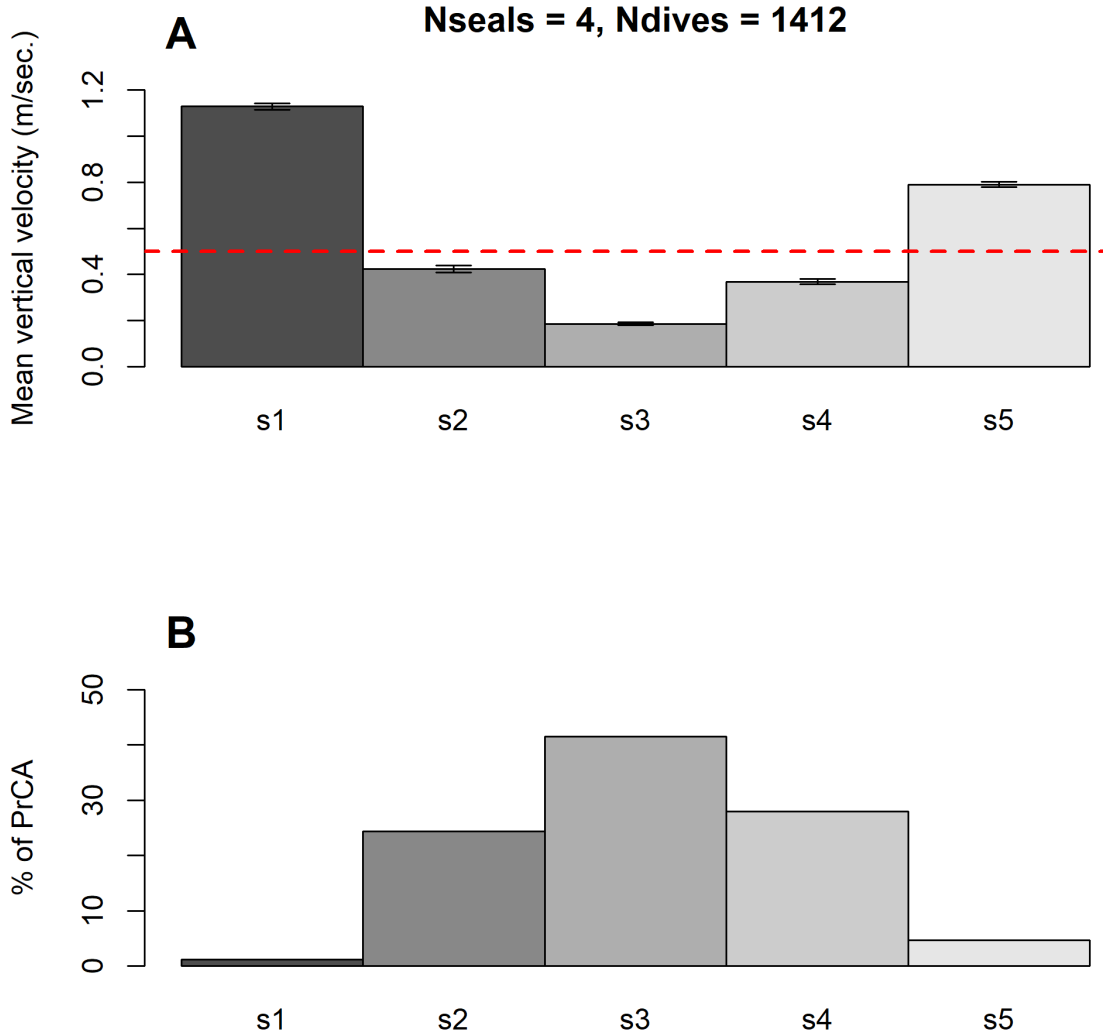 Nseals = 4, Ndives = 1412
A
Mean vertical velocity (m/sec.)
1.2
0.8
0.4
0.0
s1 s2 s3 s4 s5
B
% of PrCA
50
30
10
0
s1 s2 s3 s4 s5